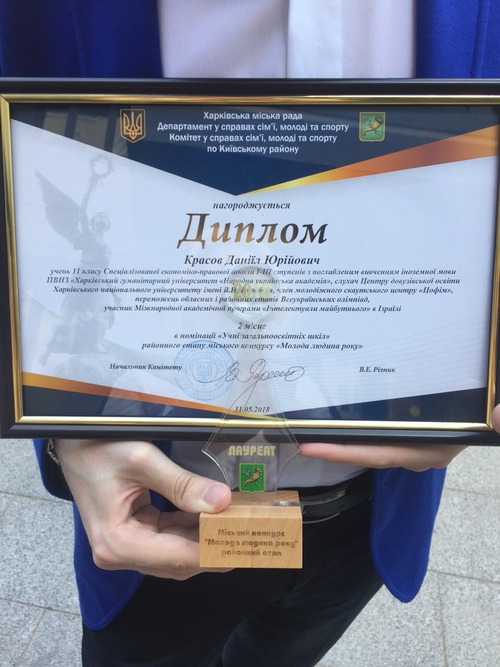 Харківська міська рада
Департамент у справах сім'ї, молоді та спорту
Комітет у справах сім'ї, молоді та спорту
по Київському району
нагороджується
Диплом
Красов Даніїл Юрійович
учень 11 класу Спеціалізованої економіко-правової школи І-ІІІ ступенів з поглибленим вивченням іноземної мови
ПВНЗ «Харківський гуманітарний університет «Народна українська академія», слухач Центру довузівської освіти
Харківського національного університету імені В.Н. член молодіжного скаутського центру «Цофім»,
переможець обласних і районних етапів Всеукраїнських олімпіад,
учасник Міжнародної академічної програми «Інтелектуали майбутнього» в Ізраїлі
2 місце
в номінації «Учні загальноосвітніх шкіл»
районного етапу міського конкурсу «Молода людина року»
Начальник Комітету В.Е. Різник
31.05.2018
ЛАУРЕАТ
Міський конкурс
"Молода людина року"
районний етап